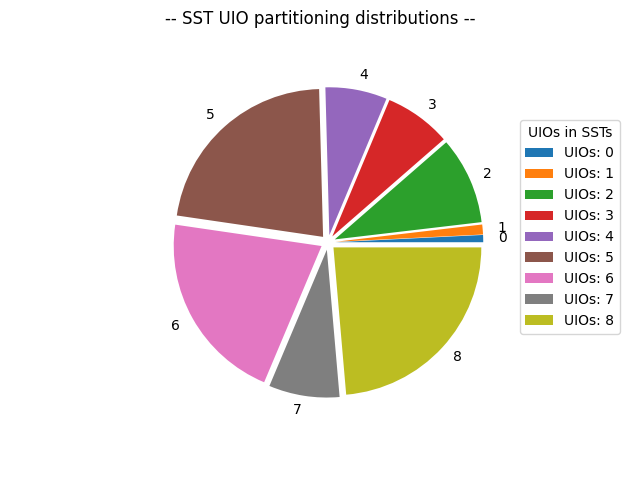 -- SST UIO partitioning distributions --
4
3
5
2
1
0
6
8
7
UIOs in SSTs
UIOs: 0
UIOs: 1
UIOs: 2
UIOs: 3
UIOs: 4
UIOs: 5
UIOs: 6
UIOs: 7
UIOs: 8